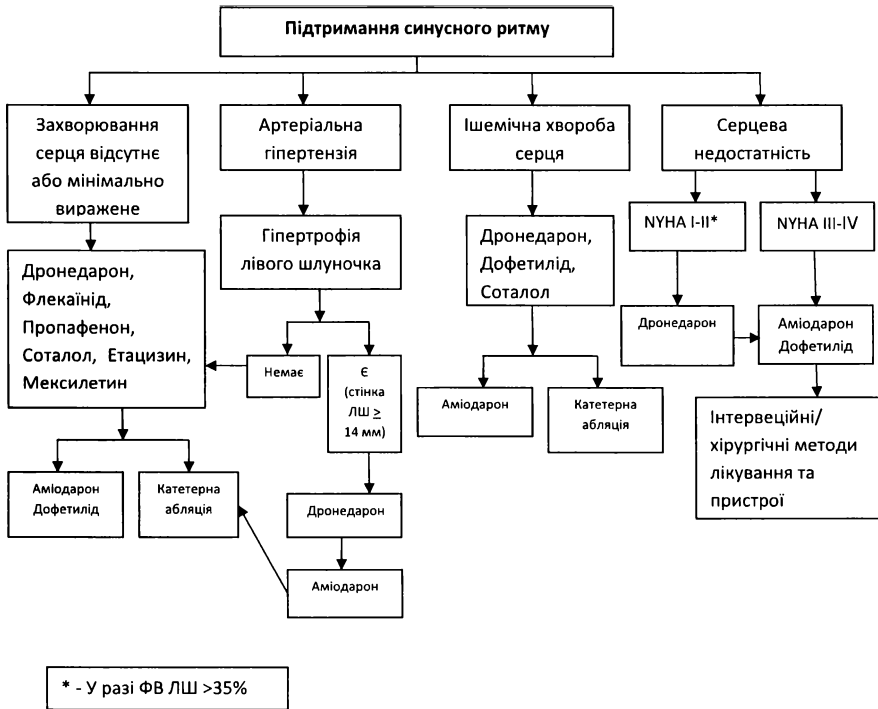 Підтримання синусного ритму
Захворювання
серця відсутнє
або мінімально
виражене
Артеріальна
гіпертензія
Ішемічна хвороба
серця
Серцева
недостатність
Гіпертрофія
лівого шлуночка
NYHA I-II*
NYHA III-IV
Дронедарон,
Флекаїнід,
Пропафенон,
Соталол, Етацизин,
Мексилетин
Дронедарон,
Дофетилід,
Соталол
Дронедарон
Аміодарон
Дофетилід
Немає
Є
(стінка
ЛШ ≥
14 мм)
Аміодарон
Катетерна
абляція
Інтервеційні/
хірургічні методи
лікування та
пристрої
Аміодарон
Дофетилід
Катетерна
абляція
Дронедарон
Аміодарон
* - У разі ФВ ЛШ >35%